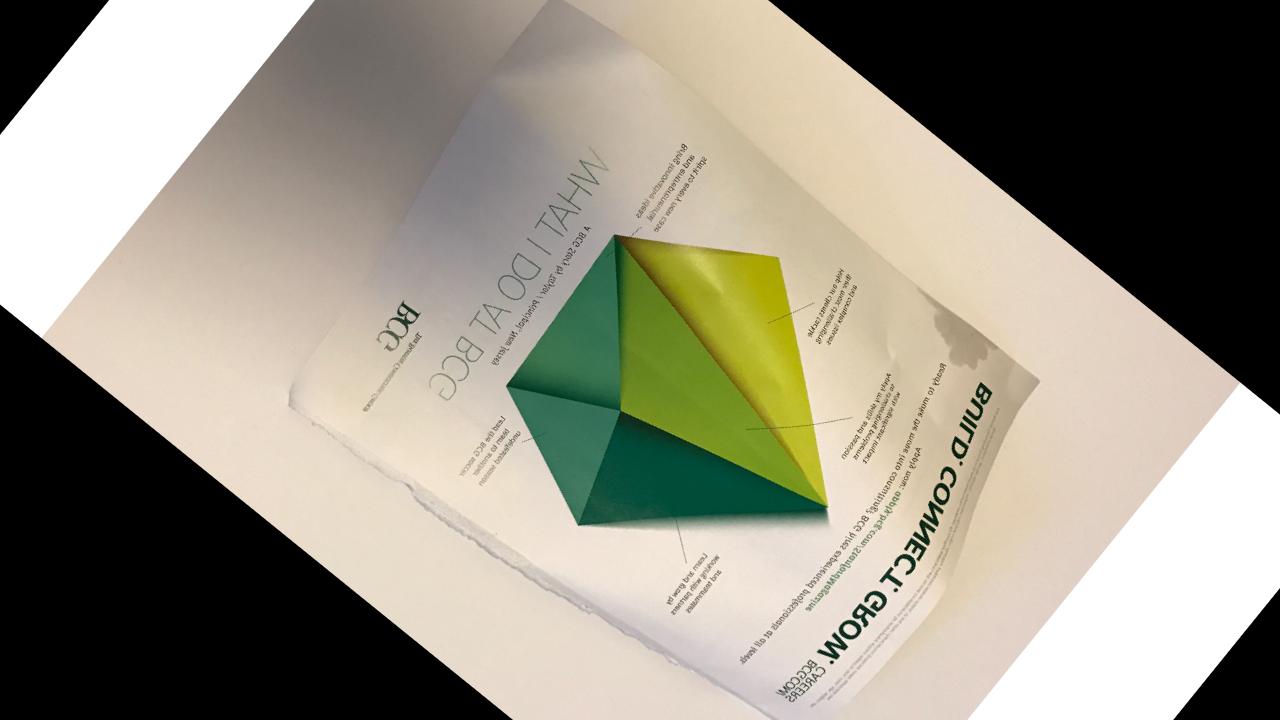 BCG
THE BOSTON CONSULTING GROUP
WHAT I DO AT BCG
A BCG Story by Taylor | Principal, New Jersey
Bring innovative ideas
and entrepreneurial
spirit to every new case
Help our clients tackle
their most demanding
and complex issues
Lead the BCG soccer
team to another
undefeated season
Apply my skills and passion
to demanding problems
with significant impact
Learn and grow by
working with partners
and teammates
Ready to make the move into consulting? BCG hires experienced professionals at all levels.
Apply now: apply.bcg.com/StanfordMagazine
BUILD. CONNECT. GROW.
BCG.COM/
CAREERS